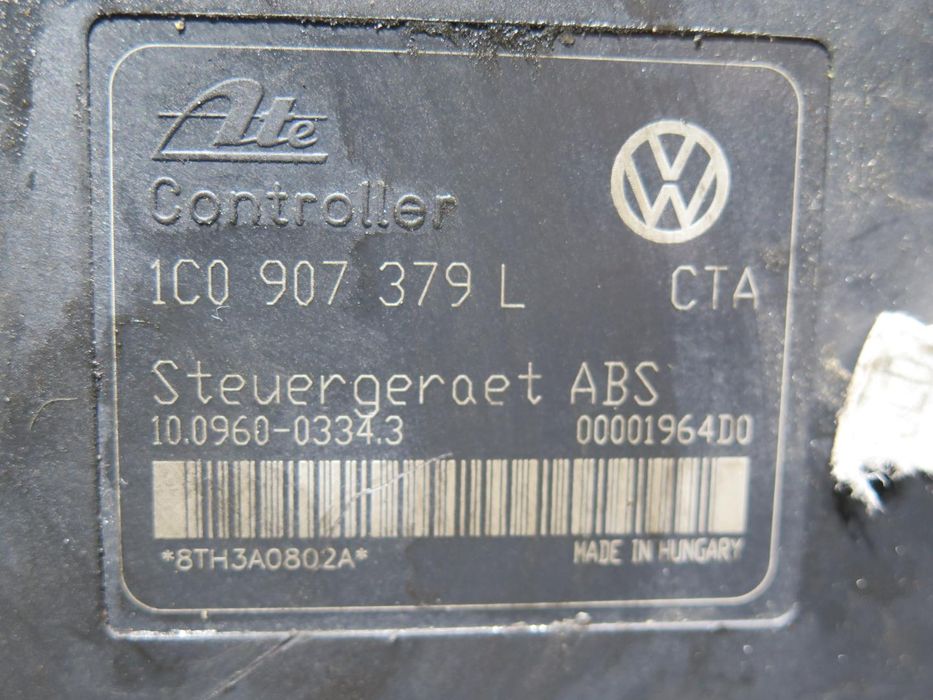 Ate
Controller
1C0 907 379 L CTA
Steuergeraet ABS
10.0960-0334.3 00001964D0
*8TH3A0802A* MADE IN HUNGARY